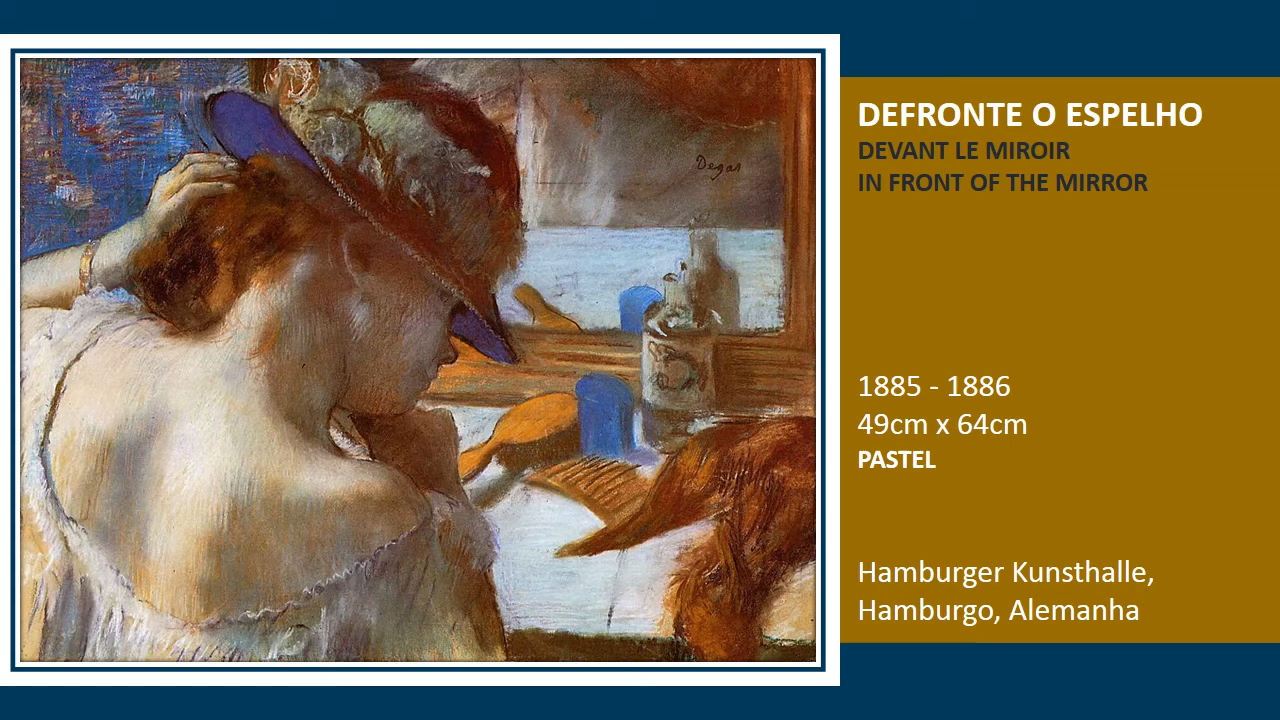 Degas
DEFRONTE O ESPELHO
DEVANT LE MIROIR
IN FRONT OF THE MIRROR
1885 - 1886
49cm x 64cm
PASTEL
Hamburger Kunsthalle,
Hamburgo, Alemanha